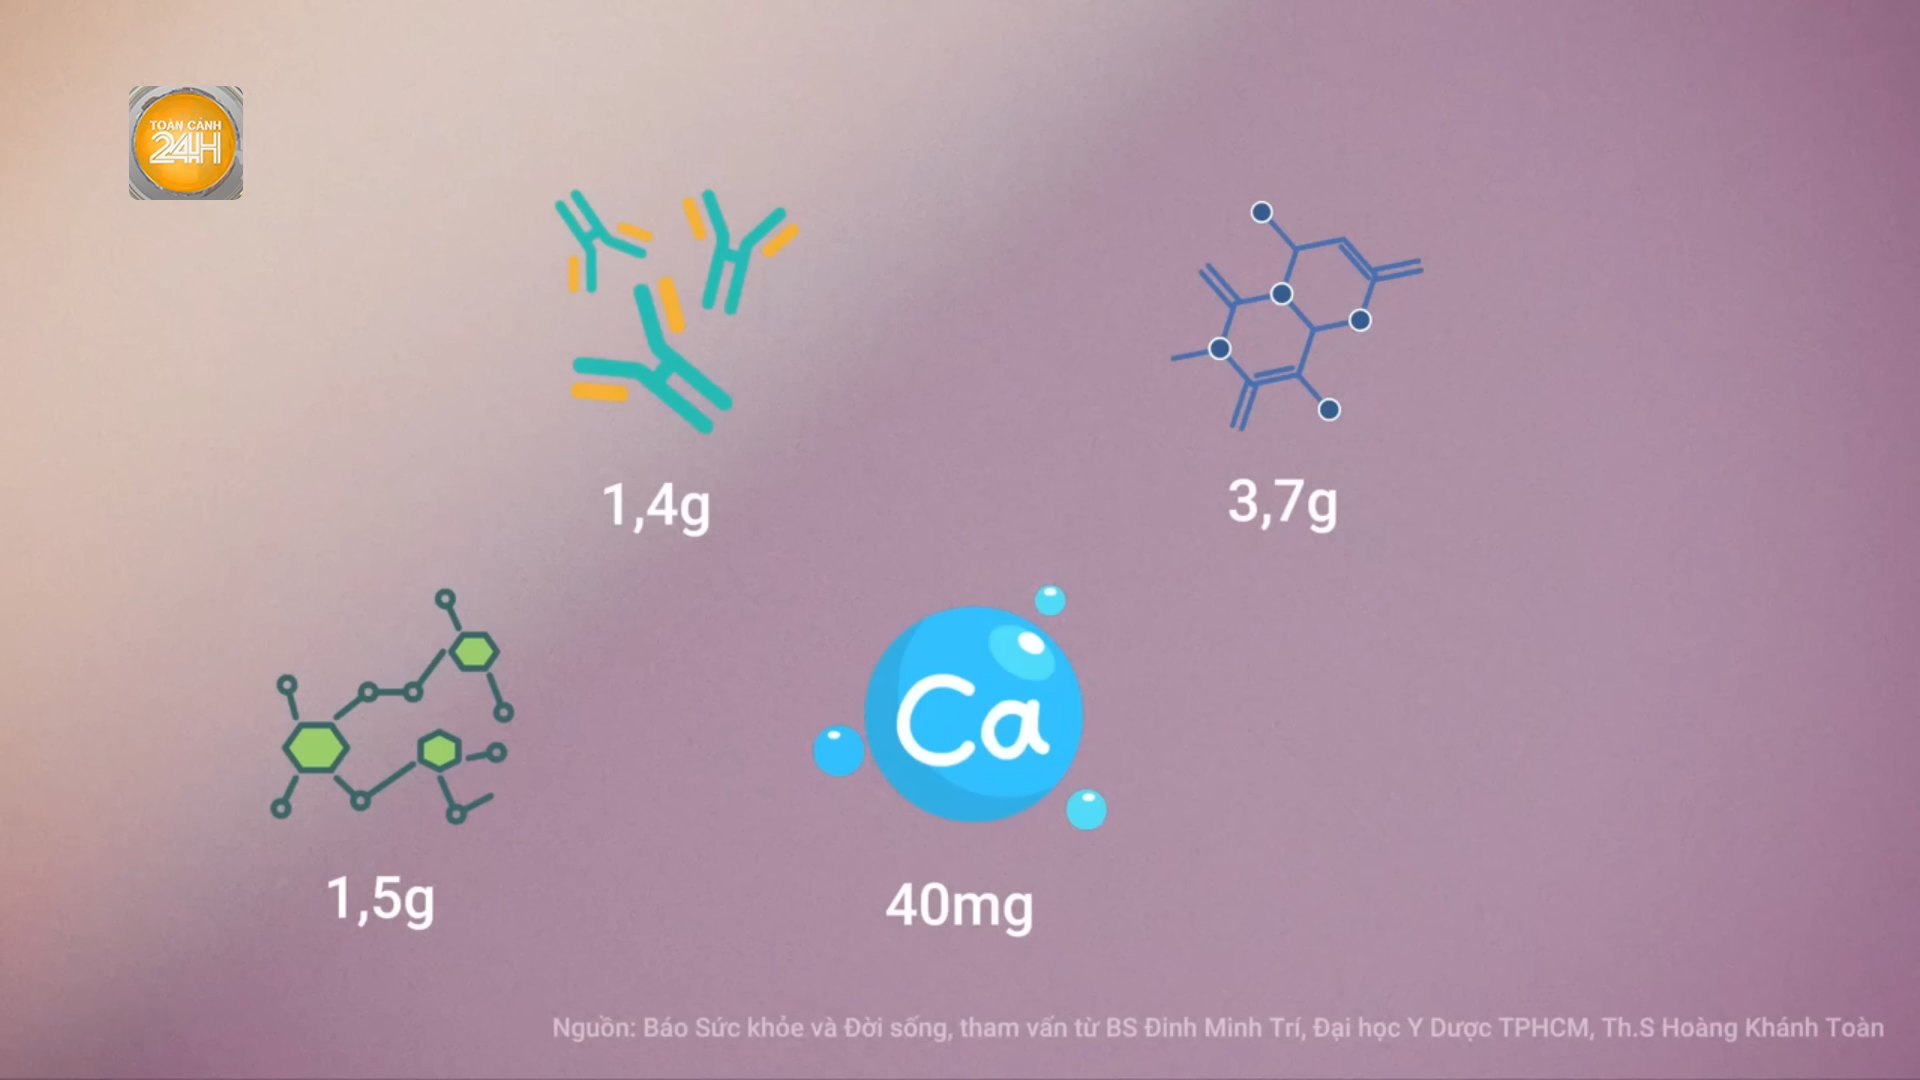 TOÀN CẢNH
24H
1,4g
3,7g
Ca
1,5g
40mg
Nguồn: Báo Sức khỏe và Đời sống, tham vấn từ BS Đinh Minh Trí, Đại học Y Dược TPHCM, Th.S Hoàng Khánh Toàn